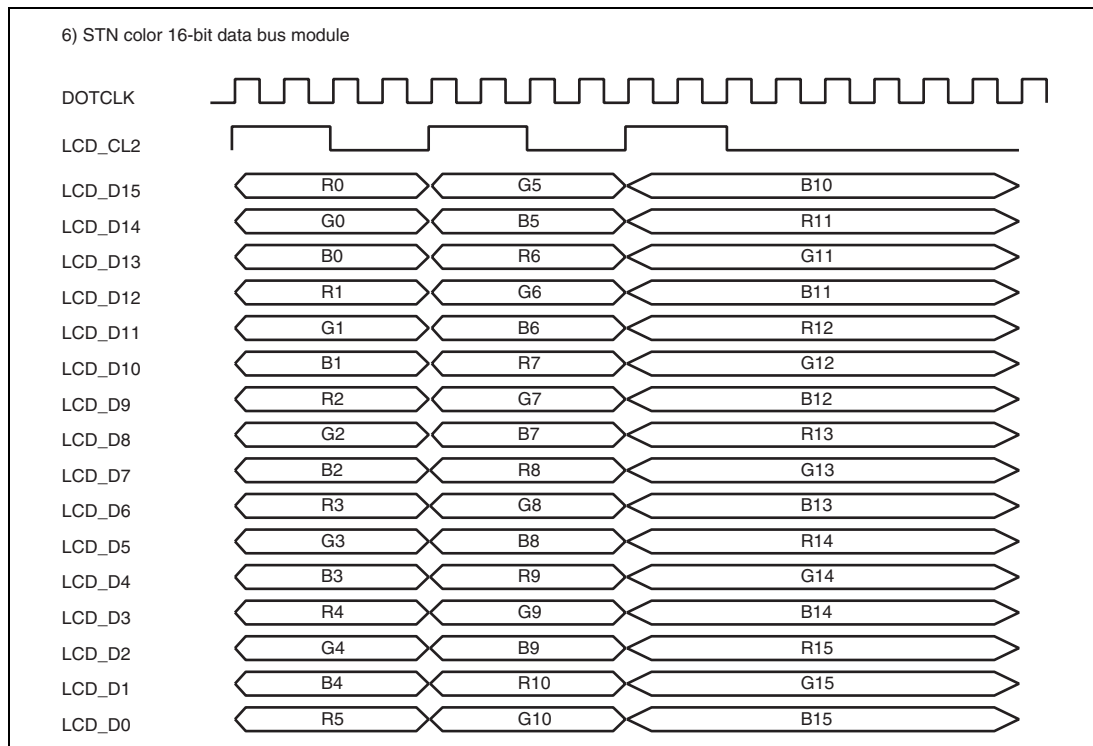 6) STN color 16-bit data bus module
DOTCLK
LCD_CL2
LCD_D15 R0 G5 B10
LCD_D14 G0 B5 R11
LCD_D13 B0 R6 G11
LCD_D12 R1 G6 B11
LCD_D11 G1 B6 R12
LCD_D10 B1 R7 G12
LCD_D9 R2 G7 B12
LCD_D8 G2 B7 R13
LCD_D7 B2 R8 G13
LCD_D6 R3 G8 B13
LCD_D5 G3 B8 R14
LCD_D4 B3 R9 G14
LCD_D3 R4 G9 B14
LCD_D2 G4 B9 R15
LCD_D1 B4 R10 G15
LCD_D0 R5 G10 B15